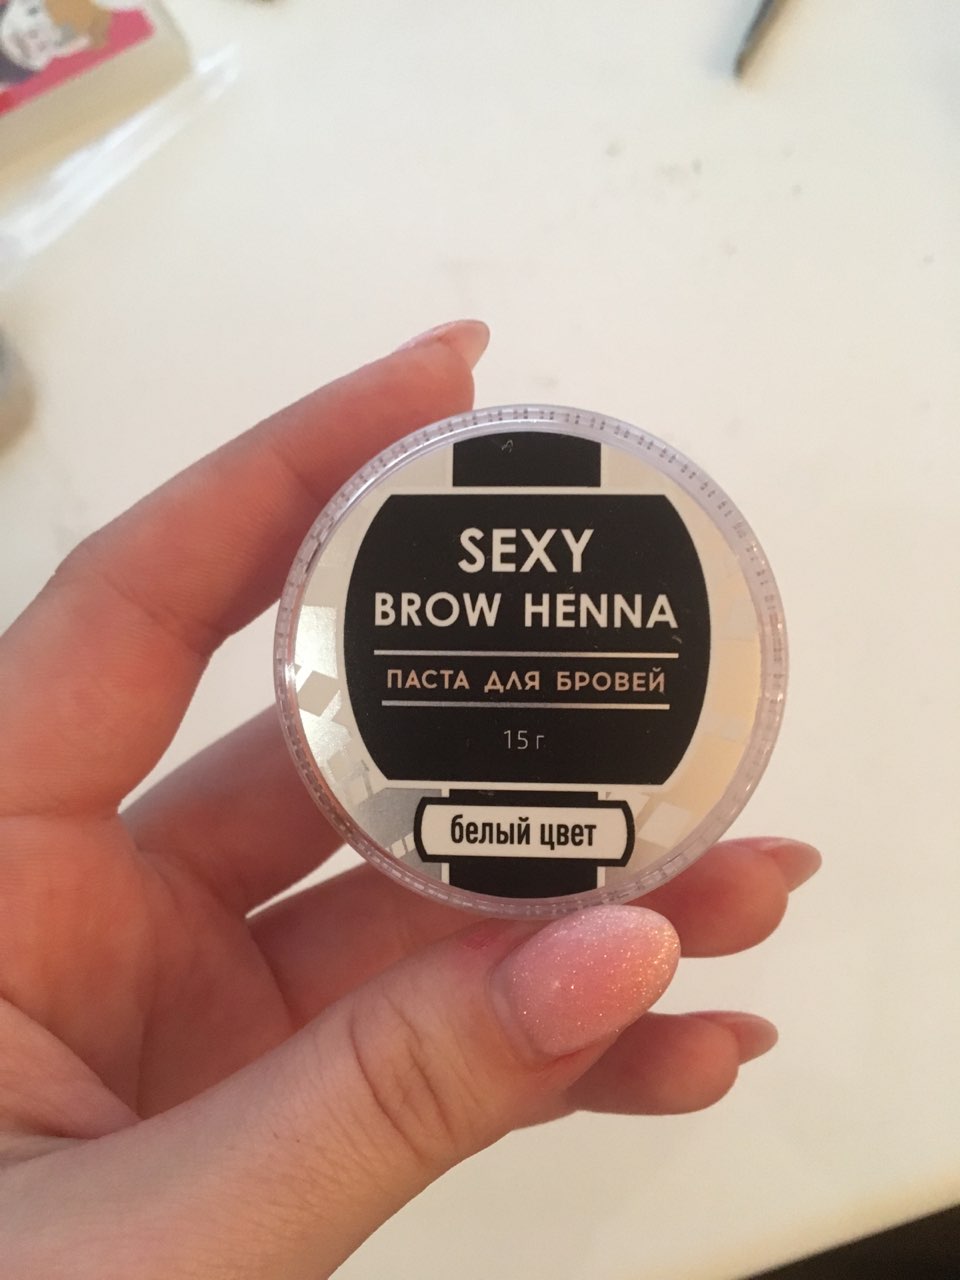 SEXY
BROW HENNA
ПАСТА ДЛЯ БРОВЕЙ
15 г
белый цвет